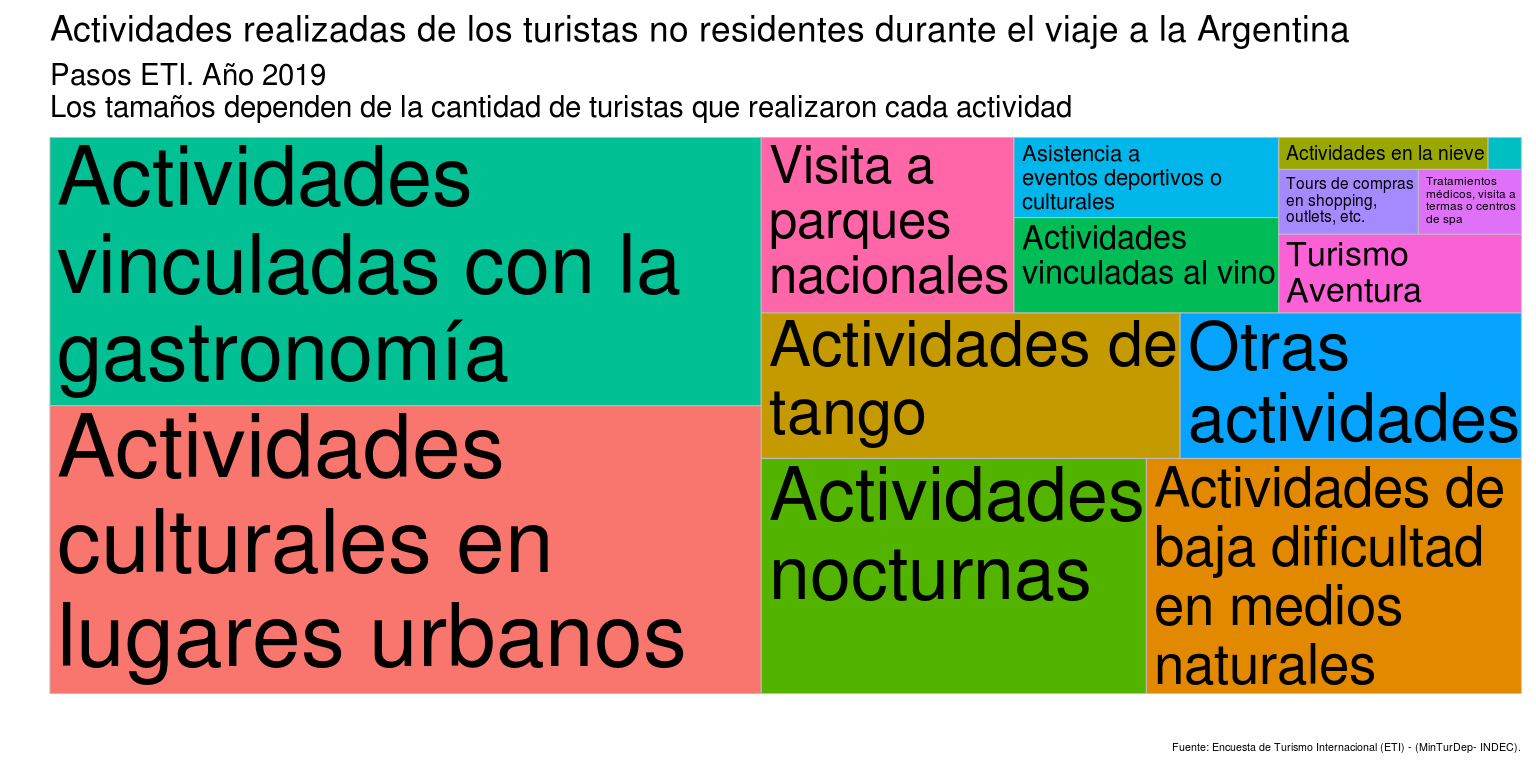 Actividades realizadas de los turistas no residentes durante el viaje a la Argentina
Pasos ETI. Año 2019
Los tamaños dependen de la cantidad de turistas que realizaron cada actividad
Actividades
vinculadas con la
gastronomía
Actividades
culturales en
lugares urbanos
Visita a
parques
nacionales
Asistencia a
eventos deportivos o
culturales
Actividades
vinculadas al vino
Actividades en la nieve
Tours de compras
en shopping,
outlets, etc.
Tratamientos
médicos, visita a
termas o centros
de spa
Turismo
Aventura
Actividades de
tango
Otras
actividades
Actividades
nocturnas
Actividades de
baja dificultad
en medios
naturales
Fuente: Encuesta de Turismo Internacional (ETI) - (MinTurDep- INDEC).